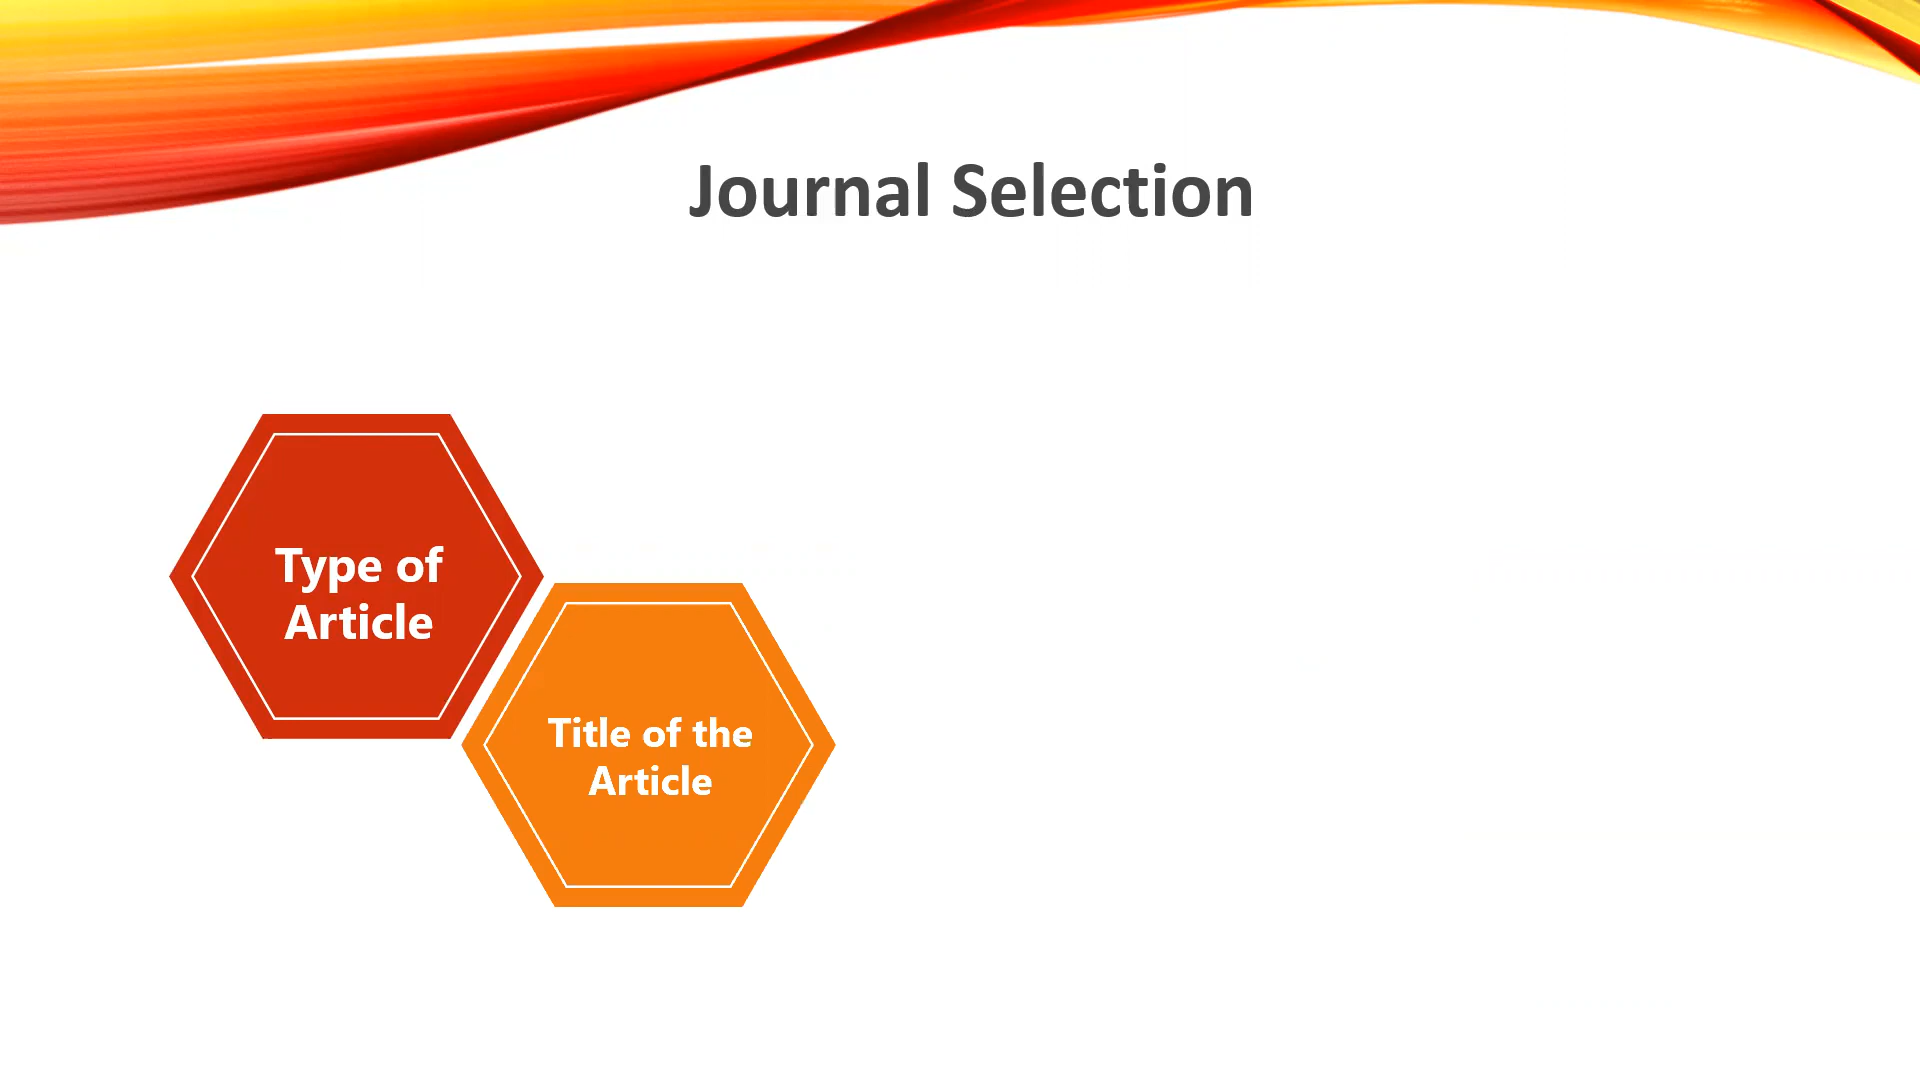 Journal Selection
Type of
Article
Title of the
Article